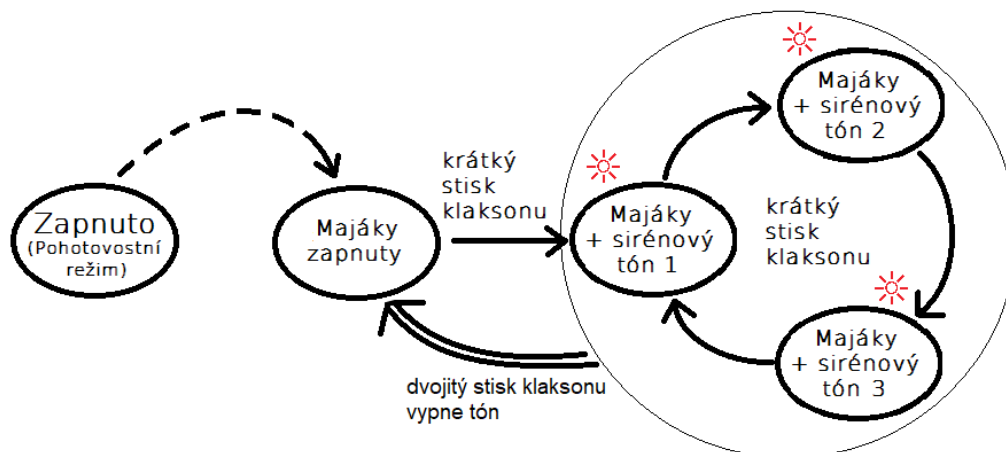 Zapnuto
(Pohotovostní
režim)
Majáky
zapnuty
krátký
stisk
klaksonu
Majáky
+ sirénový
tón 1
Majáky
+ sirénový
tón 2
krátký
stisk
klaksonu
Majáky
+ sirénový
tón 3
dvojitý stisk klaksonu
vypne tón